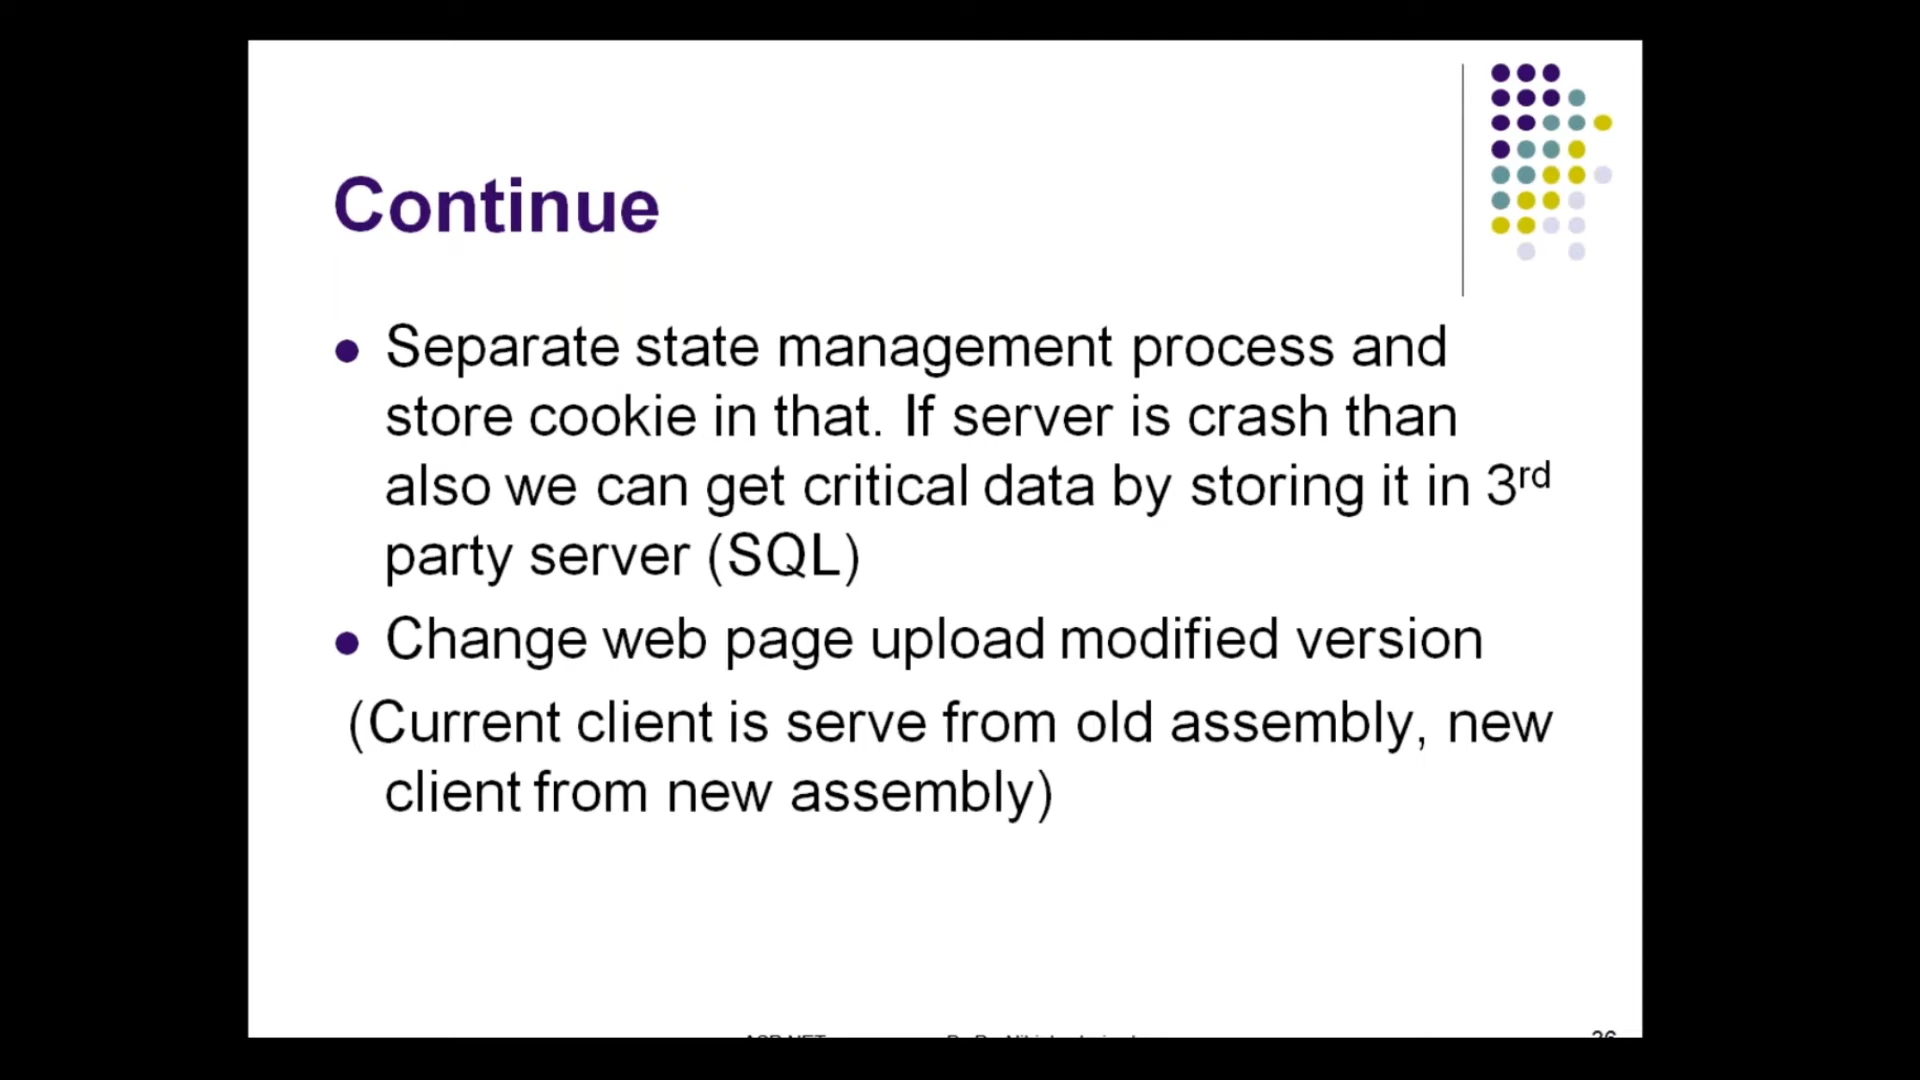 Continue
Separate state management process and
store cookie in that. If server is crash than
also we can get critical data by storing it in 3rd
party server (SQL)
Change web page upload modified version
(Current client is serve from old assembly, new
client from new assembly)
ASP.NET